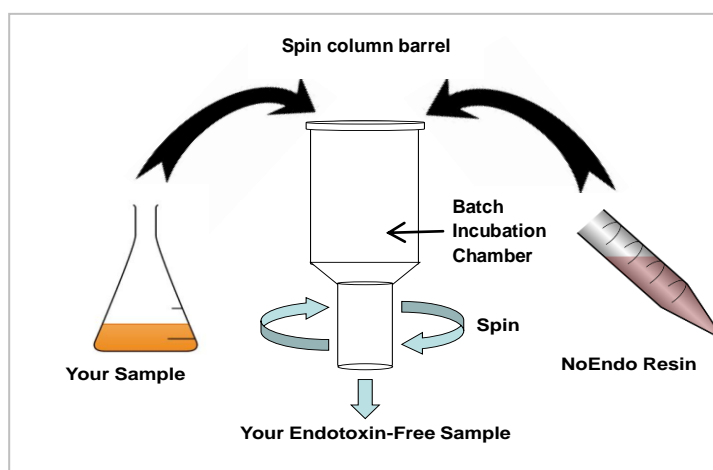 Spin column barrel
Batch
Incubation
Chamber
Spin
Your Sample
NoEndo Resin
Your Endotoxin-Free Sample